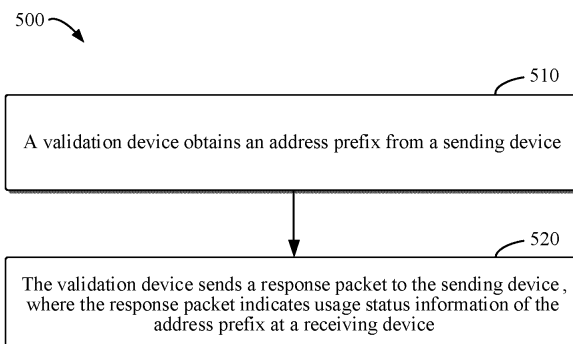 500
510
A validation device obtains an address prefix from a sending device
520
The validation device sends a response packet to the sending device,
where the response packet indicates usage status information of the
address prefix at a receiving device